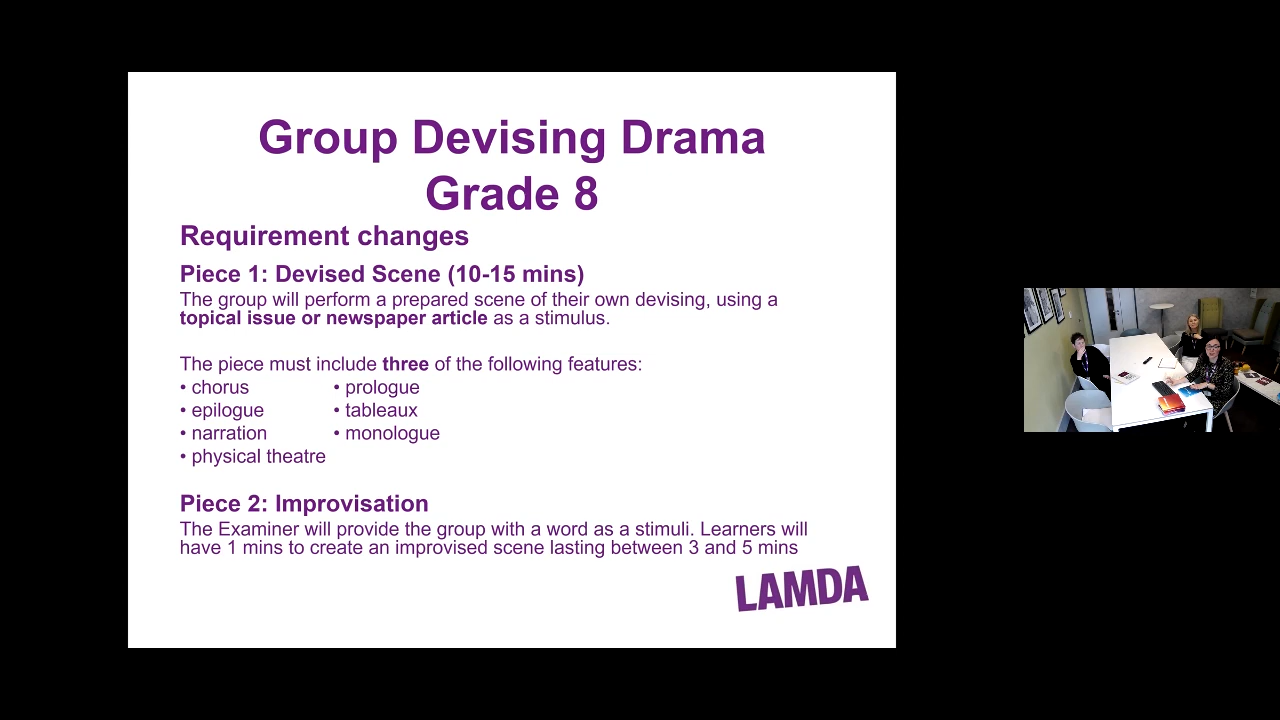 Group Devising Drama
Grade 8
Requirement changes
Piece 1: Devised Scene (10-15 mins)
The group will perform a prepared scene of their own devising, using a
topical issue or newspaper article as a stimulus.
The piece must include three of the following features:
• chorus • prologue
• epilogue • tableaux
• narration • monologue
• physical theatre
Piece 2: Improvisation
The Examiner will provide the group with a word as a stimuli. Learners will
have 1 mins to create an improvised scene lasting between 3 and 5 mins
LAMDA